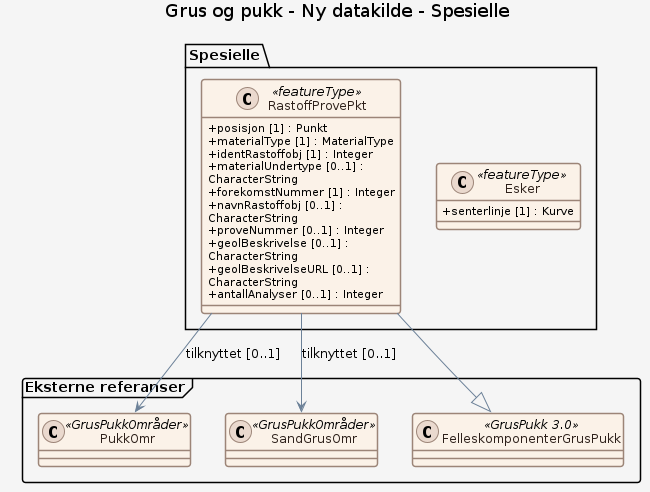 Grus og pukk - Ny datakilde - Spesielle
Spesielle
C
«featureType»
RastoffProvePkt
+posisjon [1] : Punkt
+materialType [1] : MaterialType
+identRastoffobj [1] : Integer
+materialUndertype [0..1] :
CharacterString
+forekomstNummer [1] : Integer
+navnRastoffobj [0..1] :
CharacterString
+proveNummer [0..1] : Integer
+geolBeskrivelse [0..1] :
CharacterString
+geolBeskrivelseURL [0..1] :
CharacterString
+antallAnalyser [0..1] : Integer
C
«featureType»
Esker
+senterlinje [1] : Kurve
tilknyttet [0..1]
tilknyttet [0..1]
Eksterne referanser
C
«GrusPukkOmråder»
PukkOmr
C
«GrusPukkOmråder»
SandGrusOmr
C
«GrusPukk 3.0»
FelleskomponenterGrusPukk